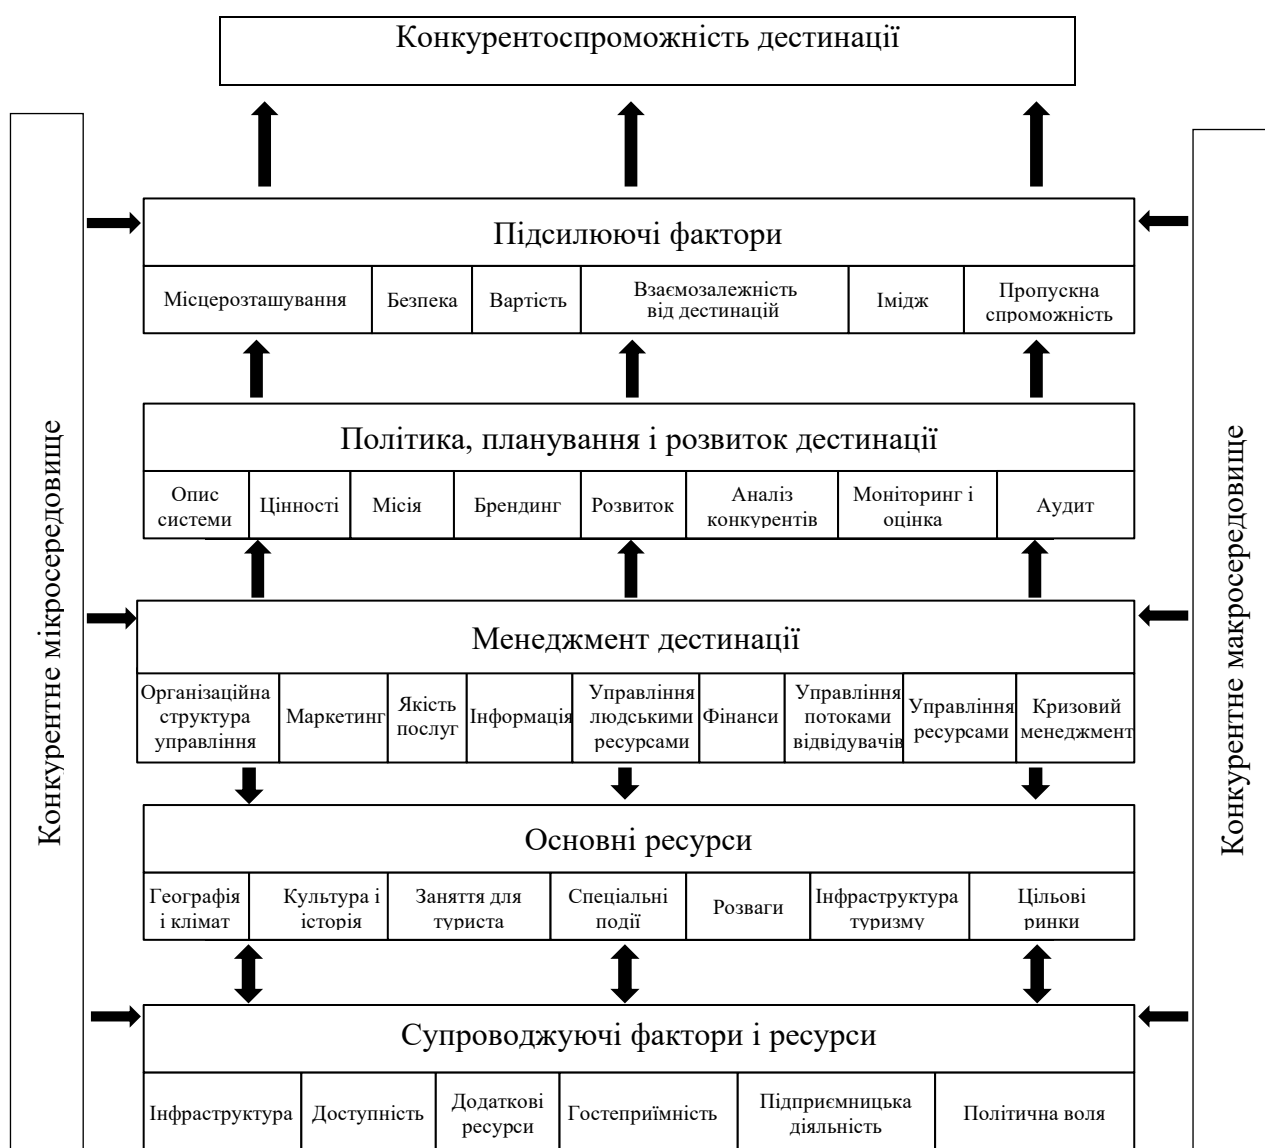 Конкурентоспроможність дестинації
Конкурентне мікросередовище
Конкурентне макросередовище
Підсилюючі фактори
Місцерозташування
Безпека
Вартість
Взаємозалежність
від дестинацій
Імідж
Пропускна
спроможність
Політика, планування і розвиток дестинації
Опис
системи
Цінності
Місія
Брендинг
Розвиток
Аналіз
конкурентів
Моніторинг і
оцінка
Аудит
Менеджмент дестинації
Організаційна
структура
управління
Маркетинг
Якість
послуг
Інформація
Управління
людськими
ресурсами
Фінанси
Управління
потоками
відвідувачів
Управління
ресурсами
Кризовий
менеджмент
Основні ресурси
Географія
і клімат
Культура і
історія
Заняття для
туриста
Спеціальні
події
Розваги
Інфраструктура
туризму
Цільові
ринки
Супроводжуючі фактори і ресурси
Інфраструктура
Доступність
Додаткові
ресурси
Гостеприїмність
Підприємницька
діяльність
Політична воля